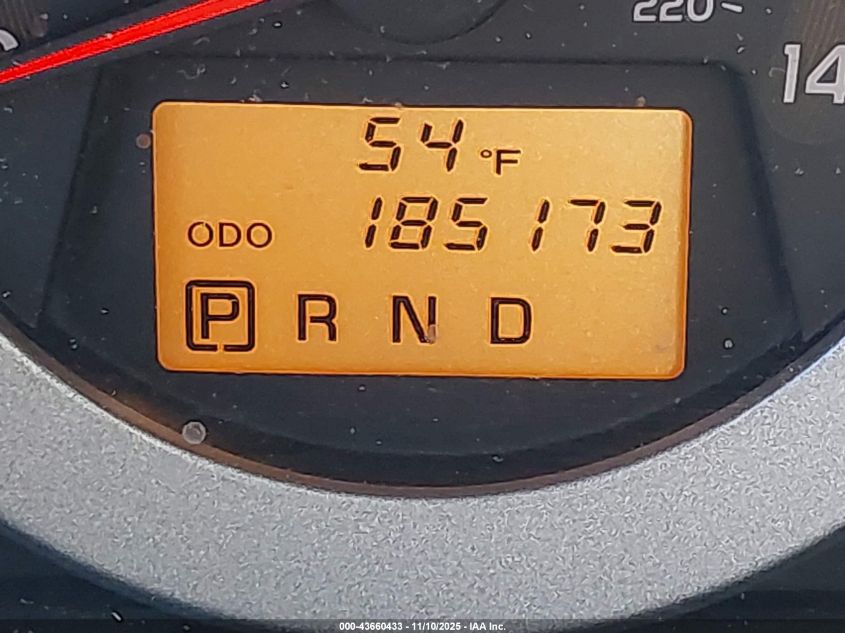 220
14
54 °F
ODO 185173
P R N D
000-43660433 - 11/10/2025 - IAA Inc.